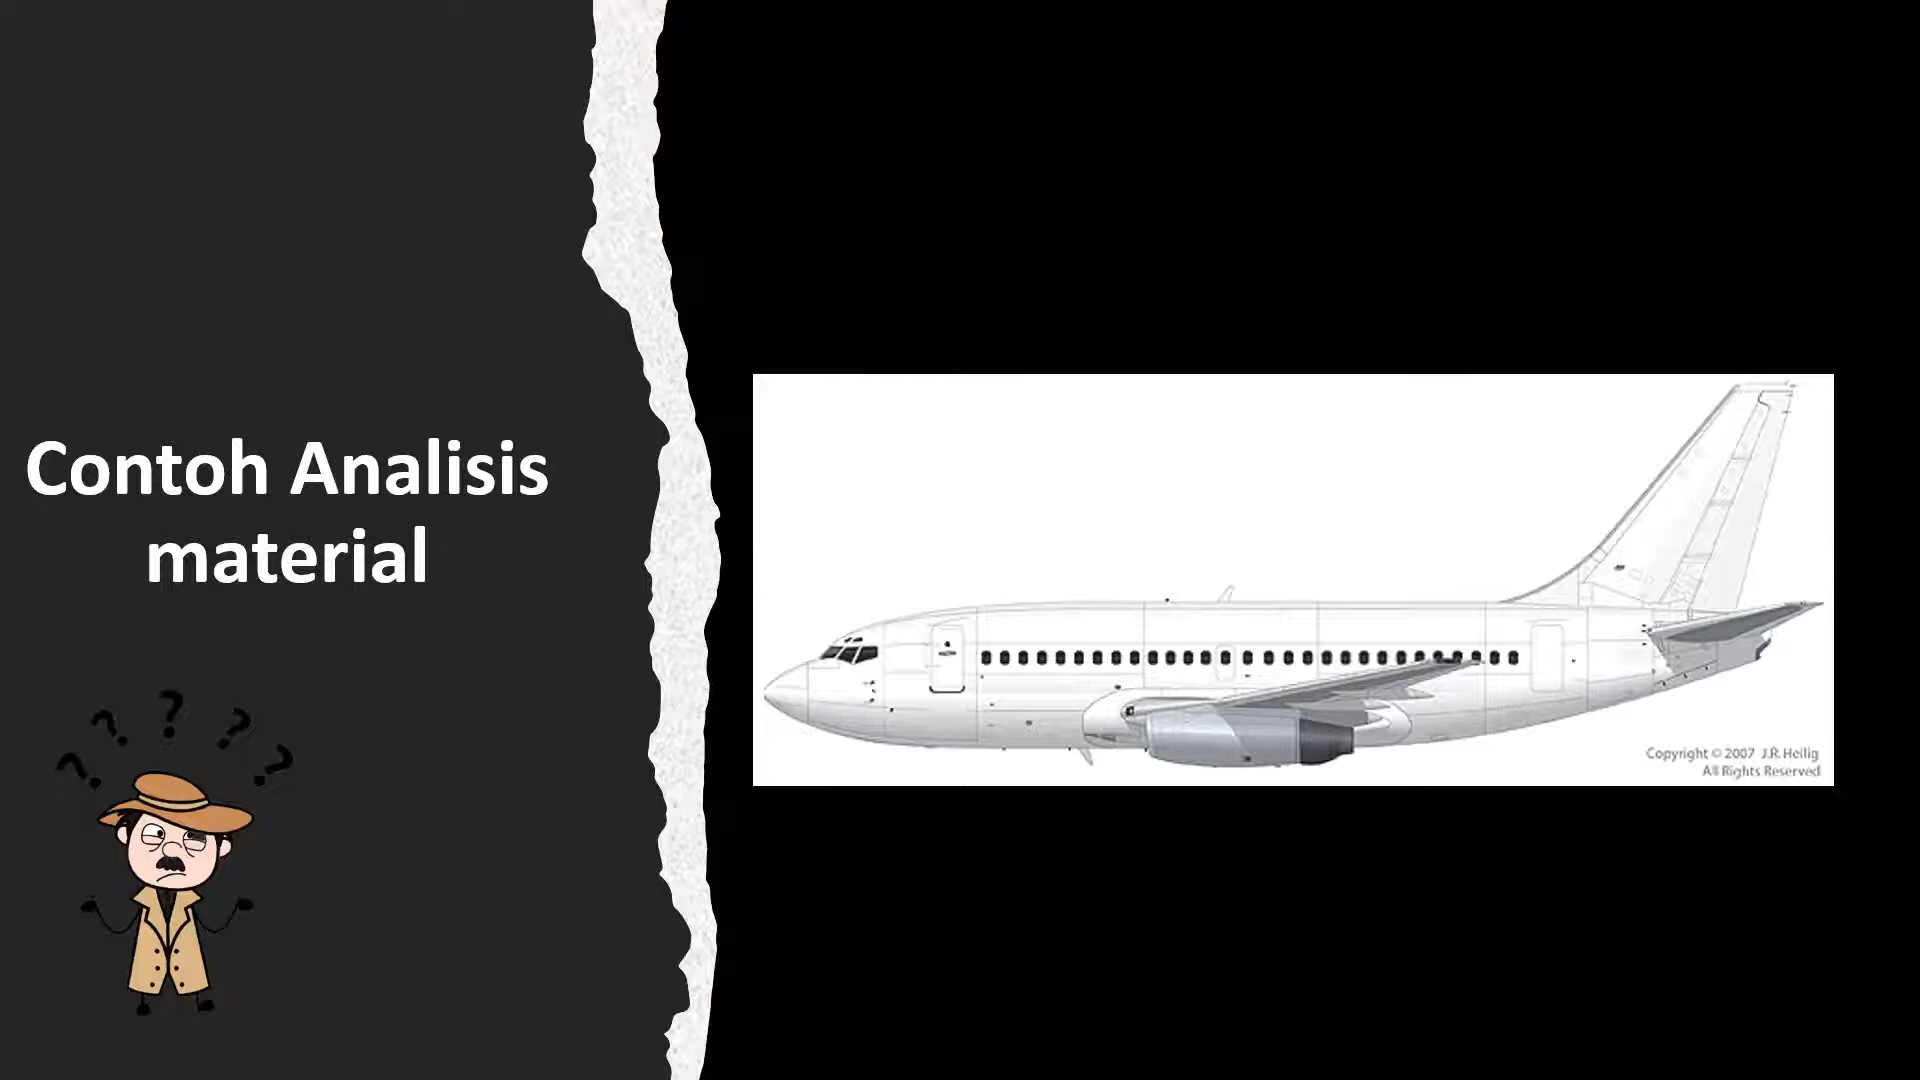 Contoh Analisis
material
? ? ? ? ?
Copyright © 2007 J.R. Heilig
All Rights Reserved